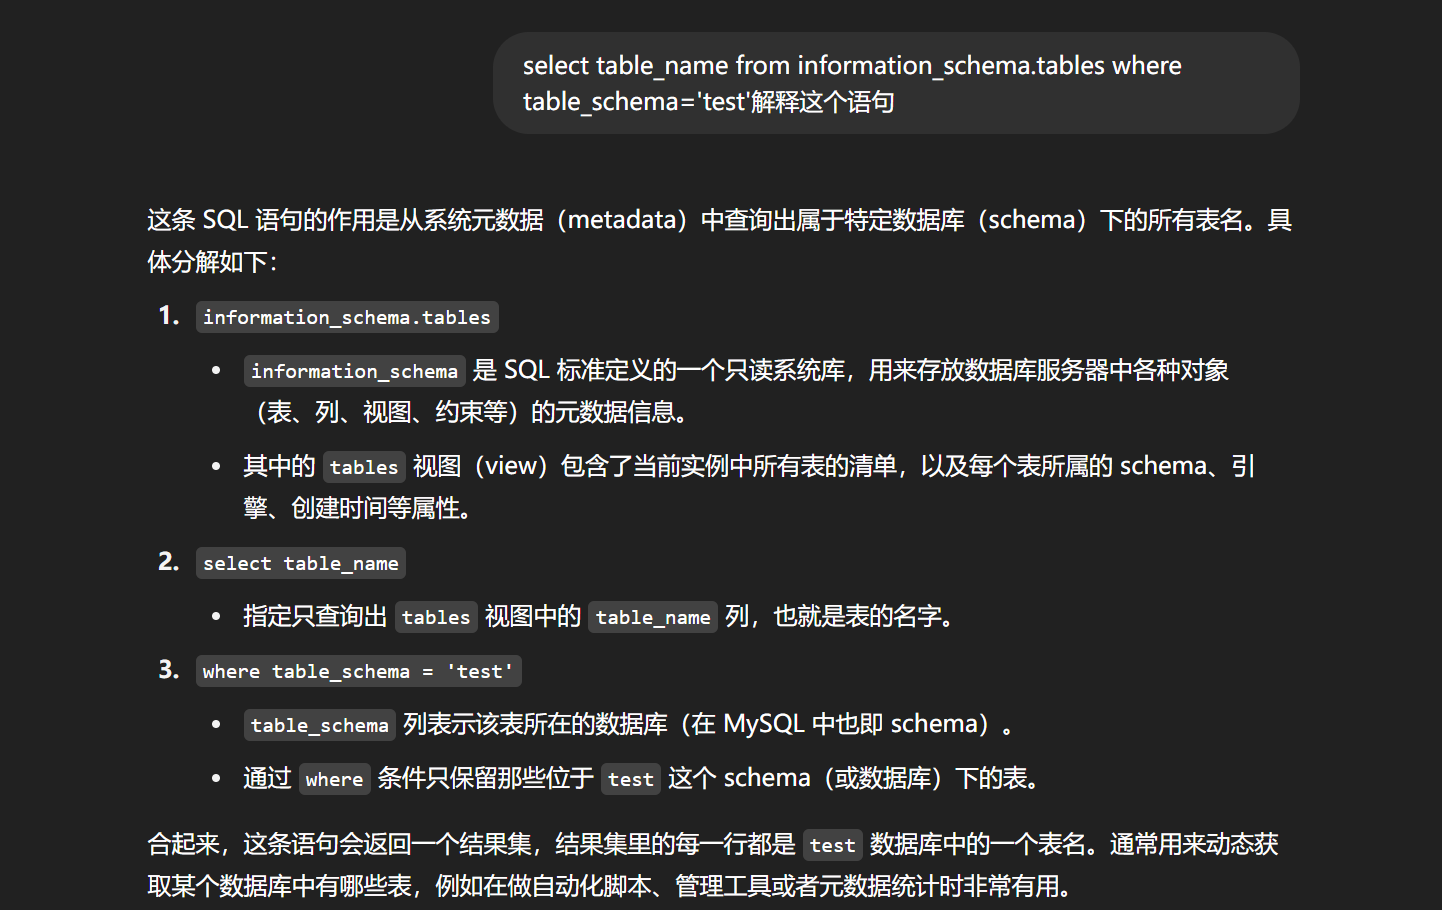 select table_name from information_schema.tables where
table_schema='test'解释这个语句
这条 SQL 语句的作用是从系统元数据（metadata）中查询出属于特定数据库（schema）下的所有表名。具
体分解如下：
1. information_schema.tables
• information_schema 是 SQL 标准定义的一个只读系统库，用来存放数据库服务器中各种对象
（表、列、视图、约束等）的元数据信息。
• 其中的 tables 视图（view）包含了当前实例中所有表的清单，以及每个表所属的 schema、引
擎、创建时间等属性。
2. select table_name
• 指定只查询出 tables 视图中的 table_name 列，也就是表的名字。
3. where table_schema = 'test'
• table_schema 列表示该表所在的数据库（在 MySQL 中也即 schema）。
• 通过 where 条件只保留那些位于 test 这个 schema（或数据库）下的表。
合起来，这条语句会返回一个结果集，结果集里的每一行都是 test 数据库中的一个表名。通常用来动态获
取某个数据库中有哪些表，例如在做自动化脚本、管理工具或者元数据统计时非常有用。